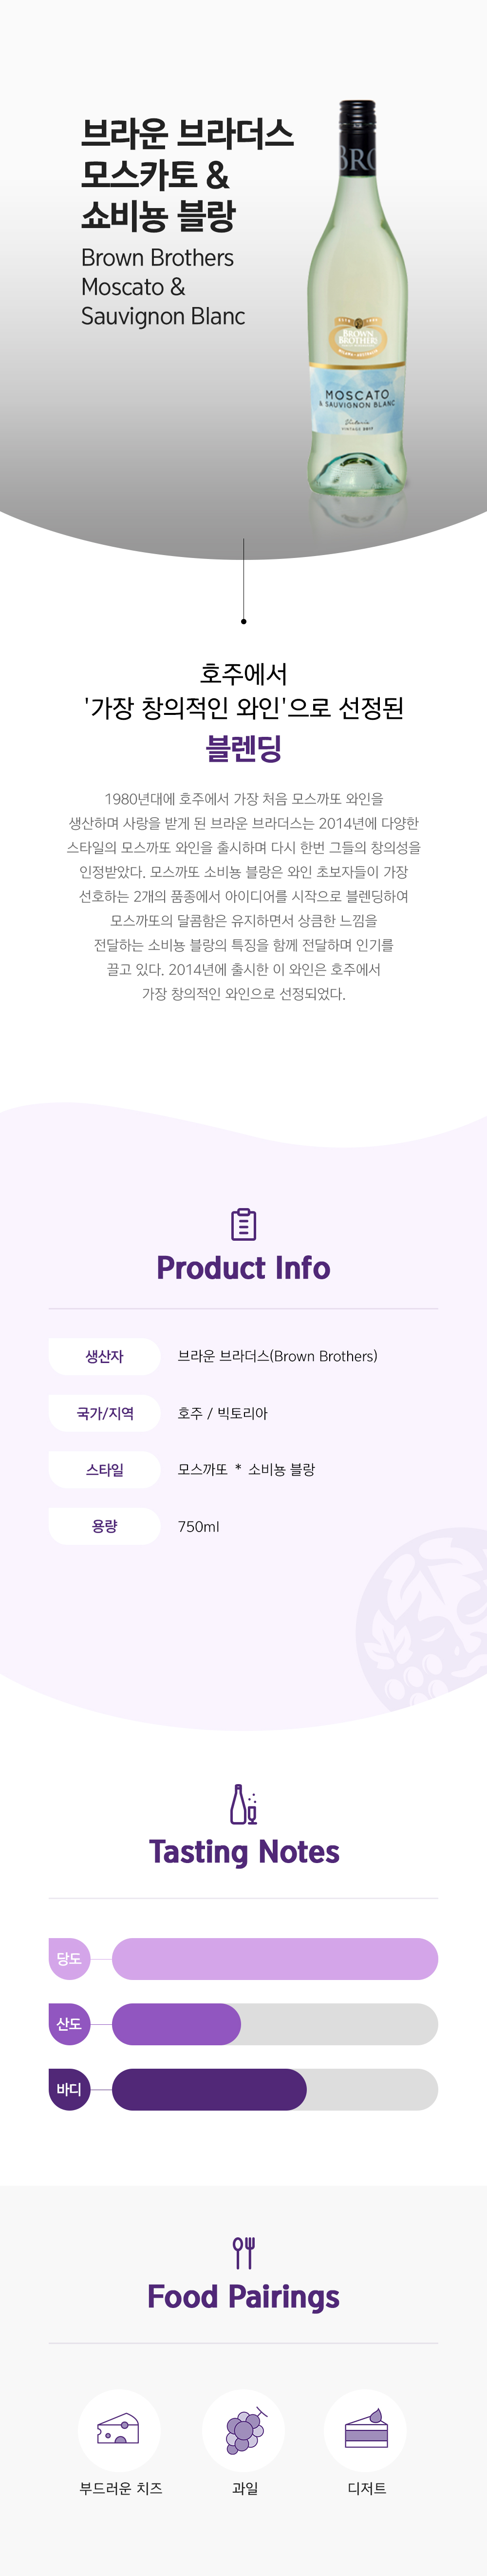 브라운 브라더스
모스카토 &
쇼비뇽 블랑
Brown Brothers
Moscato &
Sauvignon Blanc
BRO
BROWN
BROTHERS
MILAWA · AUSTRALIA
MOSCATO
& SAUVIGNON BLANC
Victoria
호주에서
'가장 창의적인 와인'으로 선정된
블렌딩
1980년대에 호주에서 가장 처음 모스까또 와인을
생산하며 사랑을 받게 된 브라운 브라더스는 2014년에 다양한
스타일의 모스까또 와인을 출시하며 다시 한번 그들의 창의성을
인정받았다. 모스까또 소비뇽 블랑은 와인 초보자들이 가장
선호하는 2개의 품종에서 아이디어를 시작으로 블렌딩하여
모스까또의 달콤함은 유지하면서 상큼한 느낌을
전달하는 소비뇽 블랑의 특징을 함께 전달하며 인기를
끌고 있다. 2014년에 출시한 이 와인은 호주에서
가장 창의적인 와인으로 선정되었다.
Product Info
생산자 브라운 브라더스(Brown Brothers)
국가/지역 호주 / 빅토리아
스타일 모스까또 * 소비뇽 블랑
용량 750ml
Tasting Notes
당도
산도
바디
Food Pairings
부드러운 치즈 과일 디저트